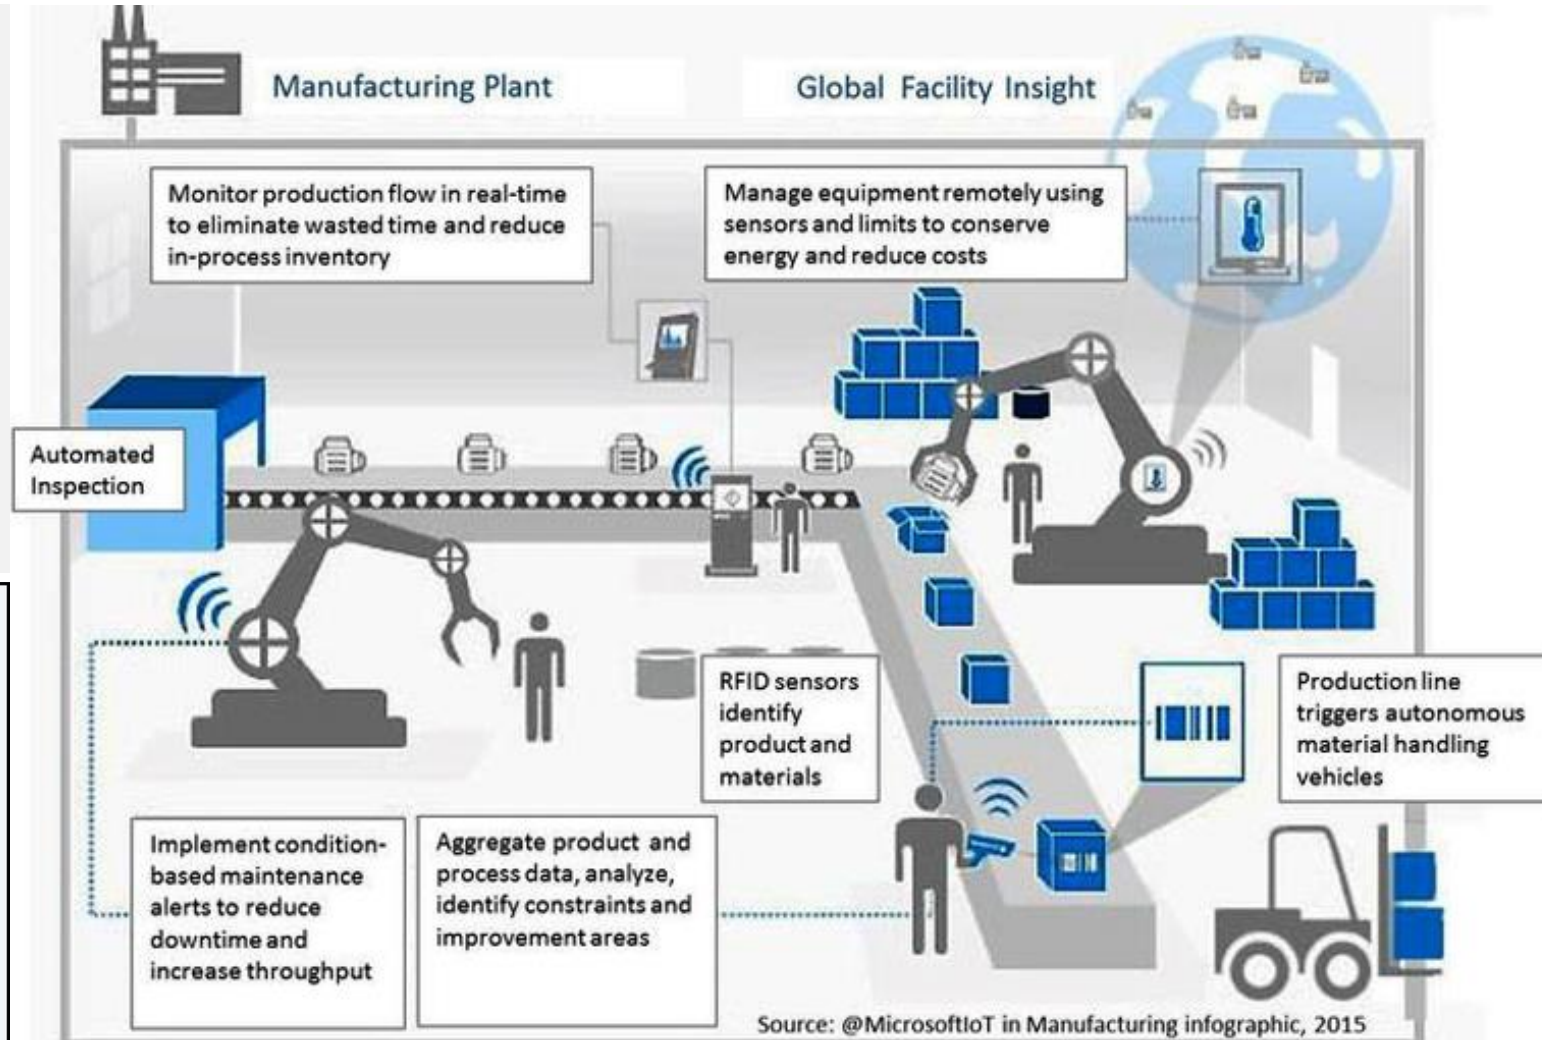 Manufacturing Plant
Global Facility Insight
Monitor production flow in real-time
to eliminate wasted time and reduce
in-process inventory
Manage equipment remotely using
sensors and limits to conserve
energy and reduce costs
Automated
Inspection
RFID sensors
identify
product and
materials
Production line
triggers autonomous
material handling
vehicles
Implement condition-
based maintenance
alerts to reduce
downtime and
increase throughput
Aggregate product and
process data, analyze,
identify constraints and
improvement areas
Source: @MicrosoftIoT in Manufacturing infographic, 2015